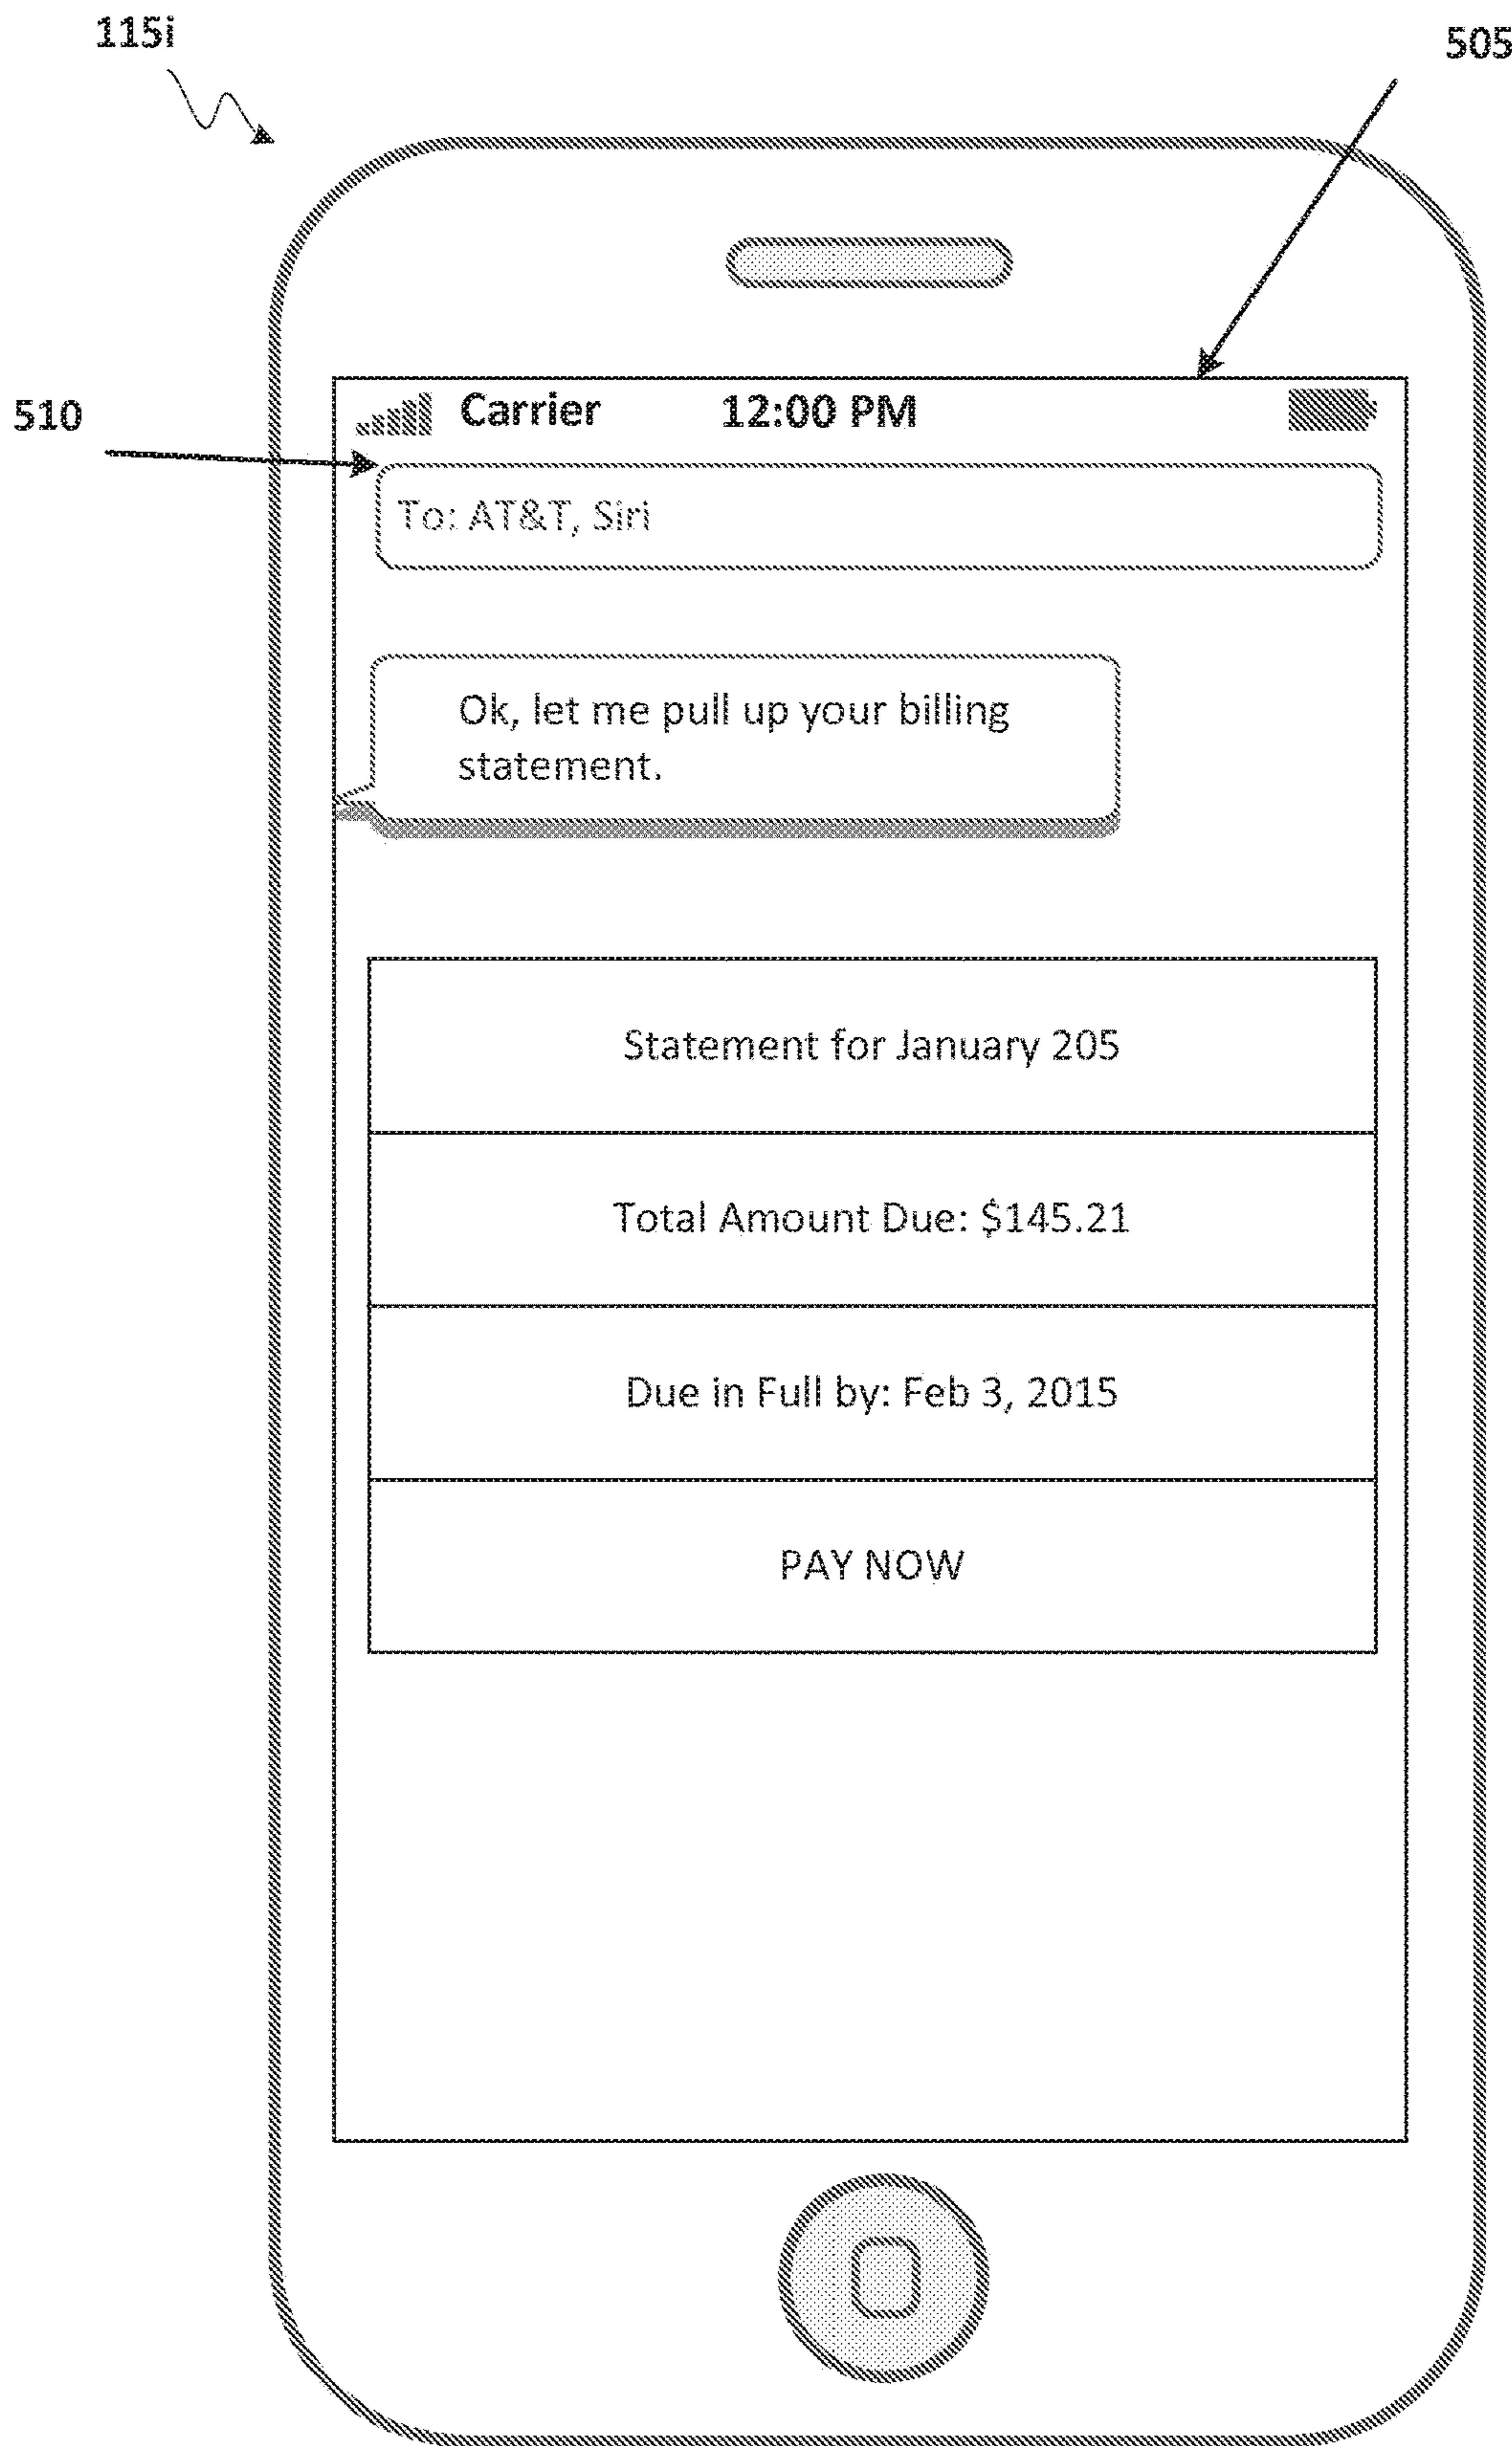 115i
505
Carrier 12:00 PM
510
To: AT&T, Siri
Ok, let me pull up your billing
statement.
Statement for January 205
Total Amount Due: $145.21
Due in Full by: Feb 3, 2015
PAY NOW